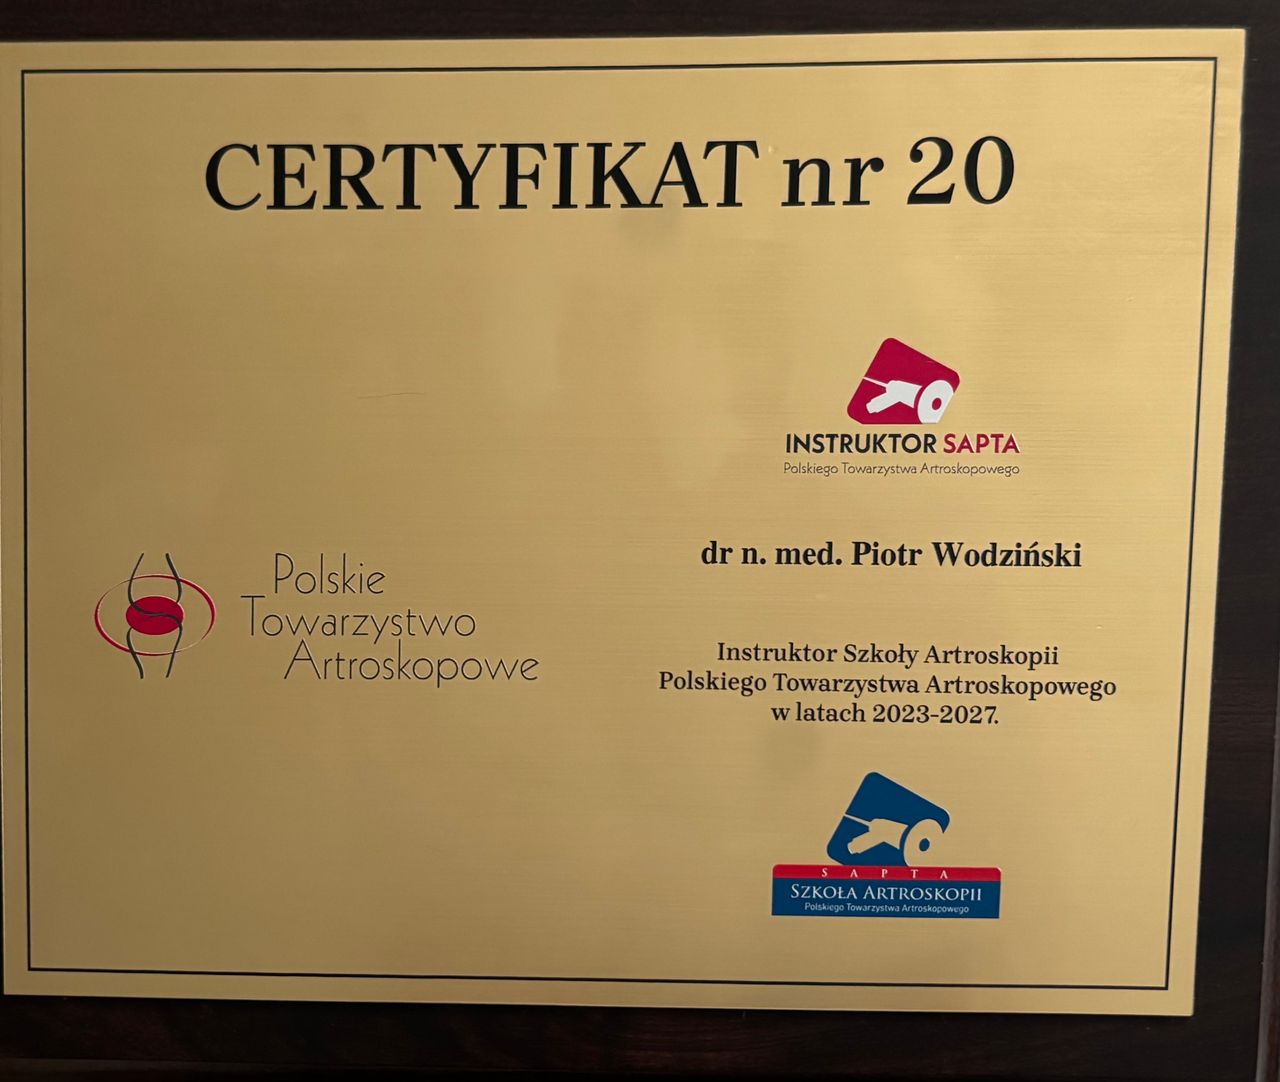 CERTYFIKAT nr 20
INSTRUKTOR SAPTA
Polskiego Towarzystwa Artroskopowego
dr n. med. Piotr Wodziński
Polskie
Towarzystwo
Artroskopowe
Instruktor Szkoły Artroskopii
Polskiego Towarzystwa Artroskopowego
w latach 2023-2027.
SAPTA
SZKOŁA ARTROSKOPII
Polskiego Towarzystwa Artroskopowego